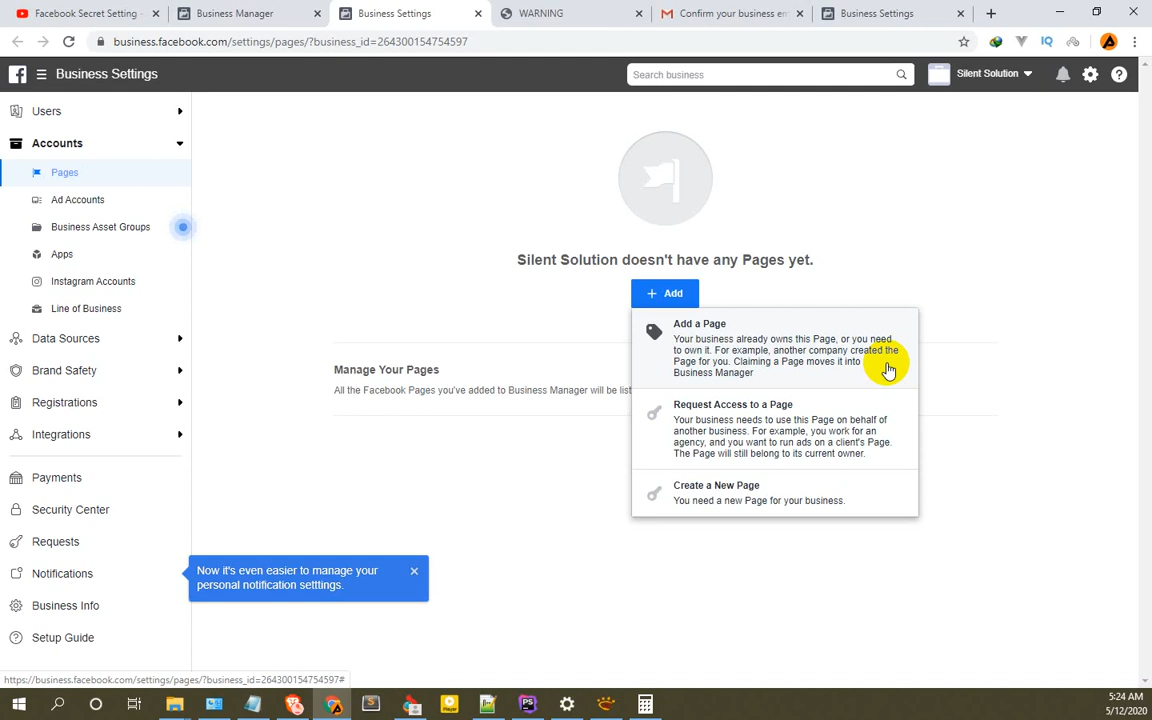 Facebook Secret Setting
Business Manager
Business Settings
WARNING
Confirm your business em
Business Settings
business.facebook.com/settings/pages/?business_id=264300154754597
Business Settings
Search business
Silent Solution
Users
Accounts
Pages
Ad Accounts
Business Asset Groups
Apps
Instagram Accounts
Line of Business
Data Sources
Brand Safety
Registrations
Integrations
Payments
Security Center
Requests
Notifications
Business Info
Setup Guide
Silent Solution doesn't have any Pages yet.
+ Add
Add a Page
Your business already owns this Page, or you need
to own it. For example, another company created the
Page for you. Claiming a Page moves it into
Business Manager
Request Access to a Page
Your business needs to use this Page on behalf of
another business. For example, you work for an
agency, and you want to run ads on a client's Page.
The Page will still belong to its current owner.
Create a New Page
You need a new Page for your business.
Manage Your Pages
All the Facebook Pages you've added to Business Manager will be list
Now it's even easier to manage your
personal notification setttings.
https://business.facebook.com/settings/pages/?business_id=264300154754597#
5:24 AM
5/12/2020